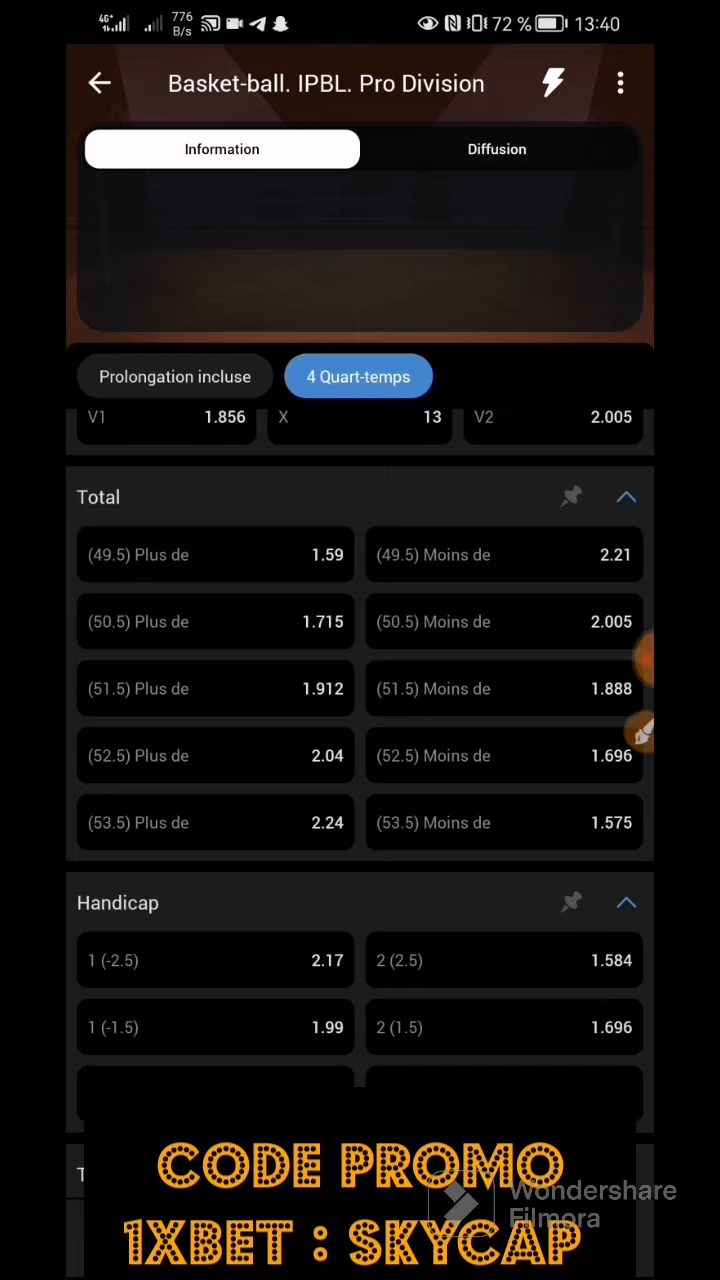 4G+ 776 B/s 72 % 13:40
Basket-ball. IPBL. Pro Division
Information Diffusion
Prolongation incluse 4 Quart-temps
V1 1.856 X 13 V2 2.005
Total
(49.5) Plus de 1.59 (49.5) Moins de 2.21
(50.5) Plus de 1.715 (50.5) Moins de 2.005
(51.5) Plus de 1.912 (51.5) Moins de 1.888
(52.5) Plus de 2.04 (52.5) Moins de 1.696
(53.5) Plus de 2.24 (53.5) Moins de 1.575
Handicap
1 (-2.5) 2.17 2 (2.5) 1.584
1 (-1.5) 1.99 2 (1.5) 1.696
CODE PROMO
1XBET : SKYCAP
Wondershare
Filmora